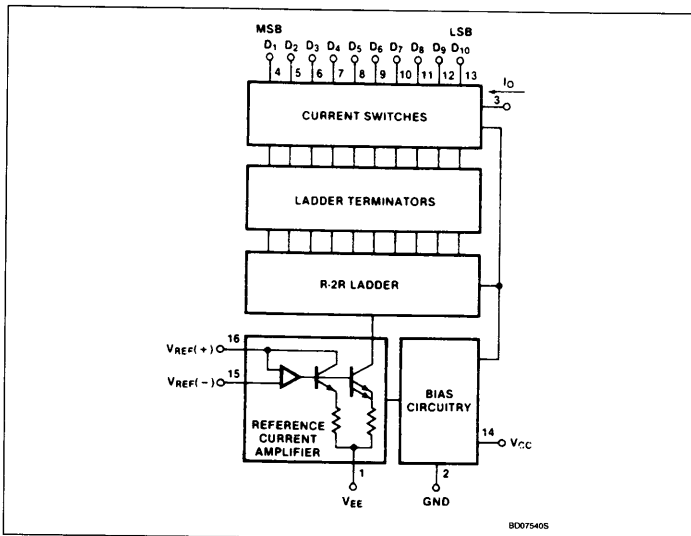 MSB LSB
D1 D2 D3 D4 D5 D6 D7 D8 D9 D10
4 5 6 7 8 9 10 11 12 13
IO
3
CURRENT SWITCHES
LADDER TERMINATORS
R-2R LADDER
VREF(+) 16
VREF(-) 15
REFERENCE
CURRENT
AMPLIFIER
BIAS
CIRCUITRY
14
VCC
1
2
VEE
GND
BD07540S